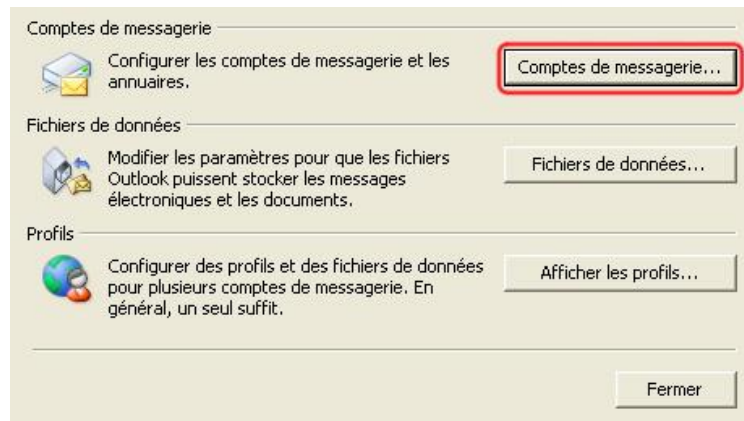 Comptes de messagerie
Configurer les comptes de messagerie et les
annuaires.
Comptes de messagerie...
Fichiers de données
Modifier les paramètres pour que les fichiers
Outlook puissent stocker les messages
électroniques et les documents.
Fichiers de données...
Profils
Configurer des profils et des fichiers de données
pour plusieurs comptes de messagerie. En
général, un seul suffit.
Afficher les profils...
Fermer